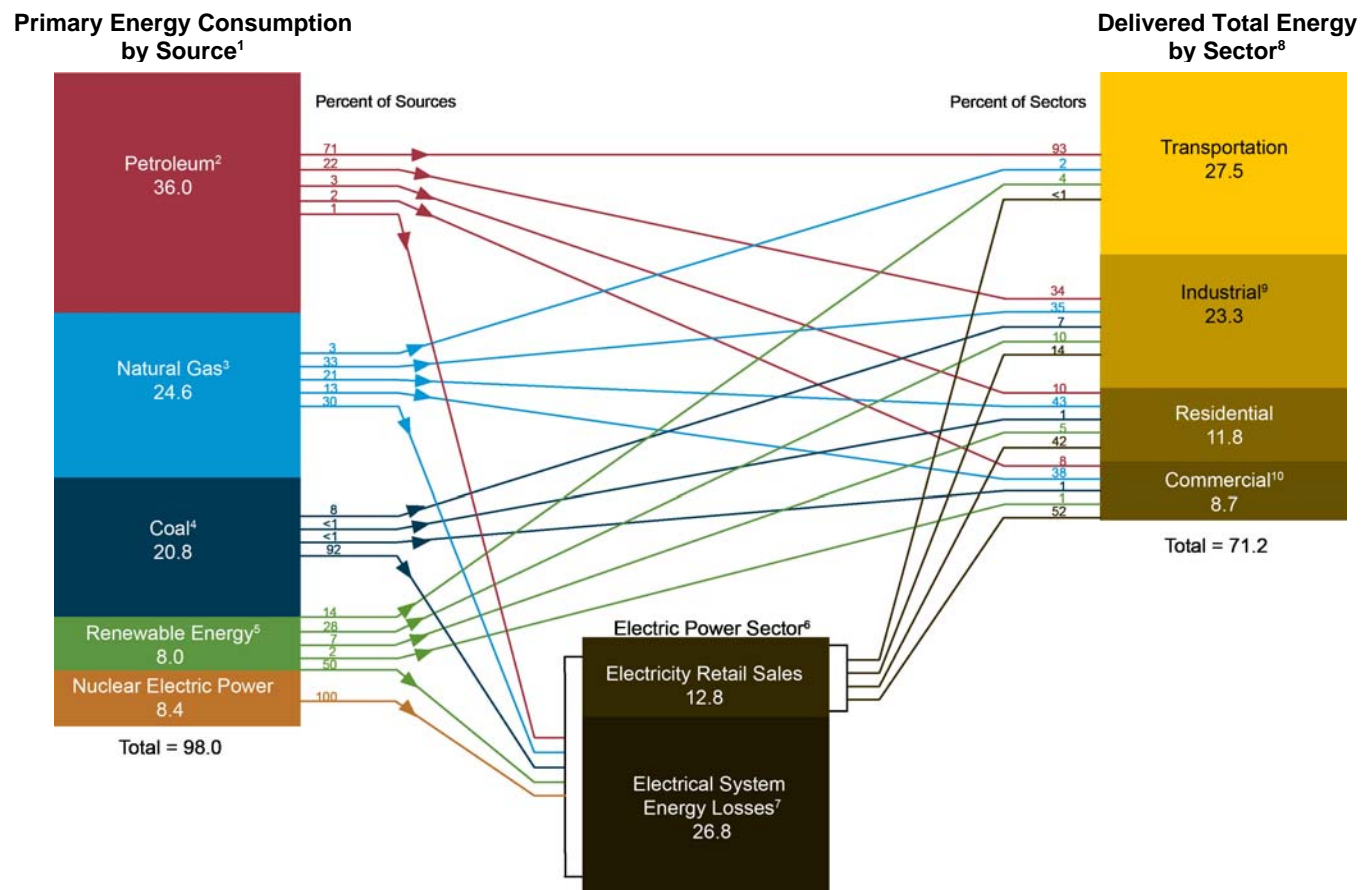 Primary Energy Consumption
by Source¹
Delivered Total Energy
by Sector⁸
Percent of Sources
Percent of Sectors
Petroleum²
36.0
71
22
3
2
1
Natural Gas³
24.6
3
33
21
13
30
Coal⁴
20.8
8
<1
<1
92
Renewable Energy⁵
8.0
14
28
7
2
50
Nuclear Electric Power
8.4
100
Total = 98.0
Electric Power Sector⁶
Electricity Retail Sales
12.8
Electrical System
Energy Losses⁷
26.8
93
2
4
<1
Transportation
27.5
34
35
7
10
14
Industrial⁹
23.3
10
43
1
5
42
Residential
11.8
8
38
1
1
52
Commercial¹⁰
8.7
Total = 71.2